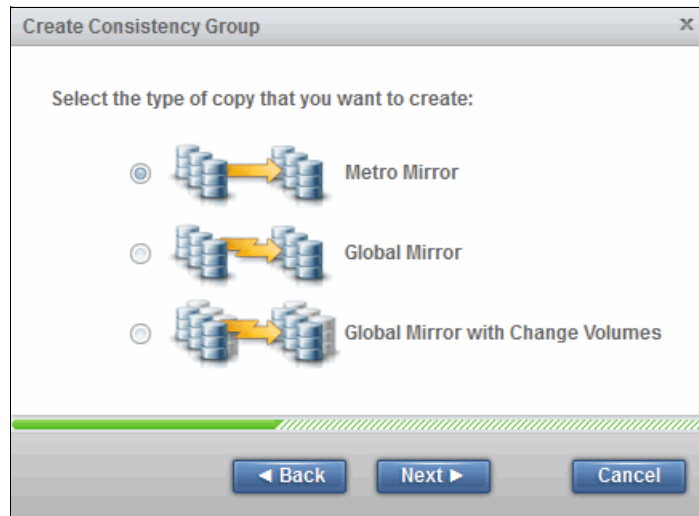 Create Consistency Group x
Select the type of copy that you want to create:
Metro Mirror
Global Mirror
Global Mirror with Change Volumes
◄ Back Next ► Cancel